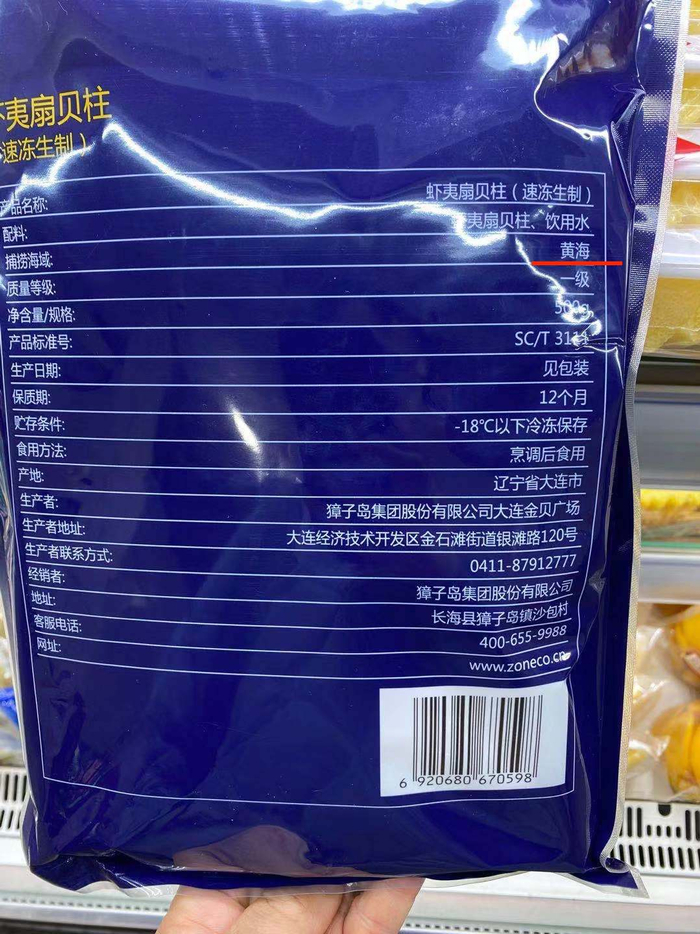 夷扇贝柱
速冻生制）
产品名称: 虾夷扇贝柱（速冻生制）
配料: 夷扇贝柱、饮用水
捕捞海域: 黄海
质量等级: 一级
净含量/规格: 500g
产品标准号: SC/T 3111
生产日期: 见包装
保质期: 12个月
贮存条件: -18℃以下冷冻保存
食用方法: 烹调后食用
产地: 辽宁省大连市
生产者: 獐子岛集团股份有限公司大连金贝广场
生产者地址: 大连经济技术开发区金石滩街道银滩路120号
生产者联系方式: 0411-87912777
经销者: 獐子岛集团股份有限公司
地址: 长海县獐子岛镇沙包村
客服电话: 400-655-9988
网址: www.zoneco.cn
6 920680 670598